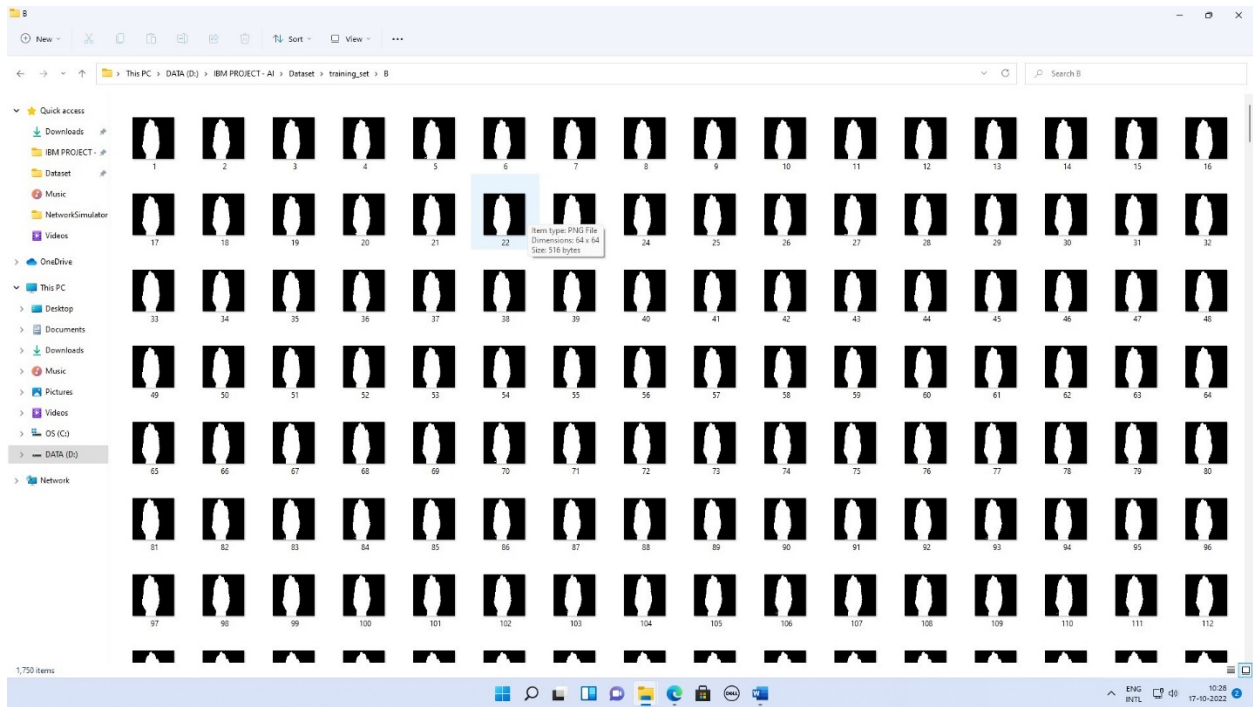 B
New Sort View ...
This PC > DATA (D:) > IBM PROJECT - AI > Dataset > training_set > B
Search B
Quick access
Downloads
IBM PROJECT -
Dataset
Music
NetworkSimulator
Videos
OneDrive
This PC
Desktop
Documents
Downloads
Music
Pictures
Videos
OS (C:)
DATA (D:)
Network
1 2 3 4 5 6 7 8 9 10 11 12 13 14 15 16
17 18 19 20 21 22 24 25 26 27 28 29 30 31 32
Item type: PNG File
Dimensions: 64 x 64
Size: 516 bytes
33 34 35 36 37 38 39 40 41 42 43 44 45 46 47 48
49 50 51 52 53 54 55 56 57 58 59 60 61 62 63 64
65 66 67 68 69 70 71 72 73 74 75 76 77 78 79 80
81 82 83 84 85 86 87 88 89 90 91 92 93 94 95 96
97 98 99 100 101 102 103 104 105 106 107 108 109 110 111 112
1,750 items
DELL
W
ENG
INTL
10:28
17-10-2022
2